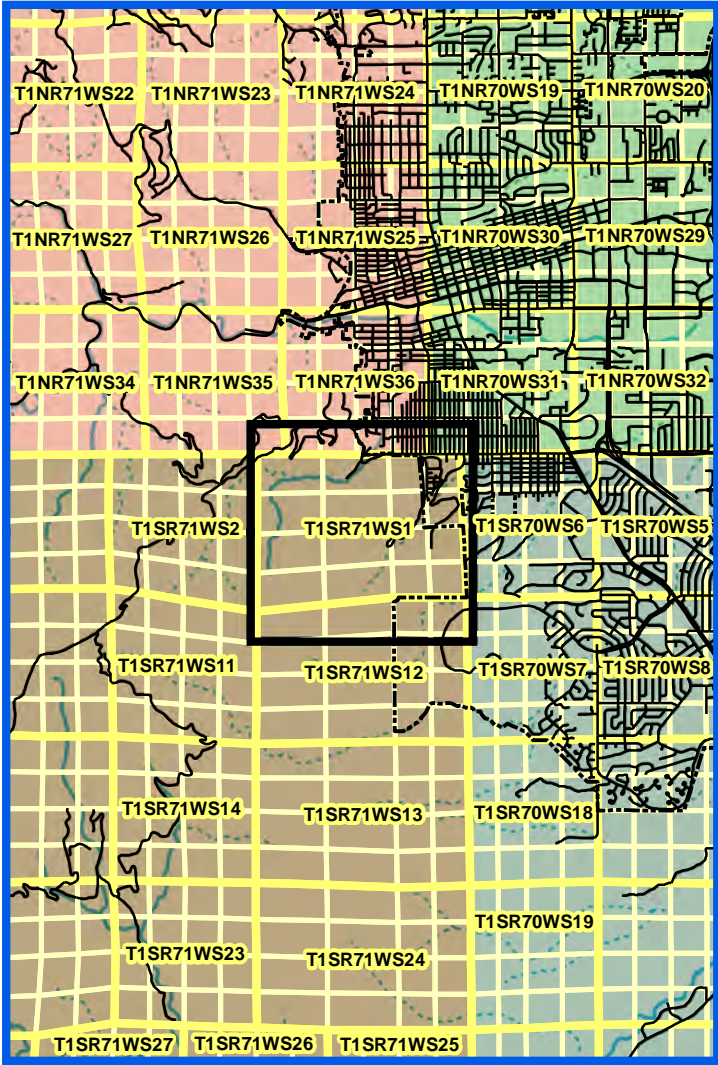 T1NR71WS22 T1NR71WS23 T1NR71WS24 T1NR70WS19 T1NR70WS20
T1NR71WS27 T1NR71WS26 T1NR71WS25 T1NR70WS30 T1NR70WS29
T1NR71WS34 T1NR71WS35 T1NR71WS36 T1NR70WS31 T1NR70WS32
T1SR71WS2 T1SR71WS1 T1SR70WS6 T1SR70WS5
T1SR71WS11 T1SR71WS12 T1SR70WS7 T1SR70WS8
T1SR71WS14 T1SR71WS13 T1SR70WS18
T1SR70WS19
T1SR71WS23 T1SR71WS24
T1SR71WS27 T1SR71WS26 T1SR71WS25